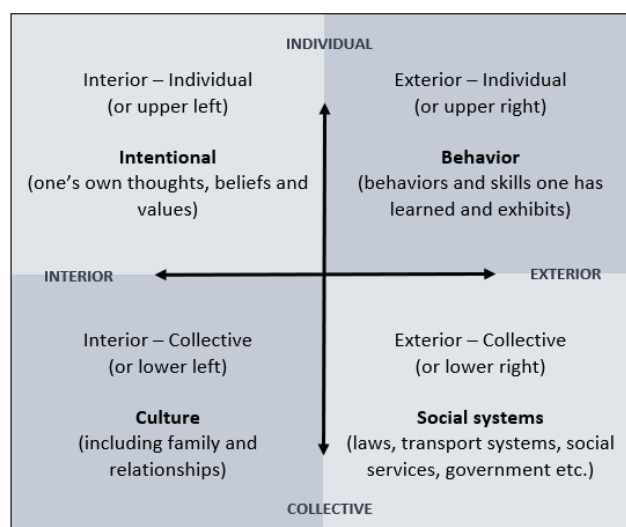 INDIVIDUAL
Interior – Individual
(or upper left)
Intentional
(one's own thoughts, beliefs and
values)
Exterior – Individual
(or upper right)
Behavior
(behaviors and skills one has
learned and exhibits)
INTERIOR
EXTERIOR
Interior – Collective
(or lower left)
Culture
(including family and
relationships)
Exterior – Collective
(or lower right)
Social systems
(laws, transport systems, social
services, government etc.)
COLLECTIVE